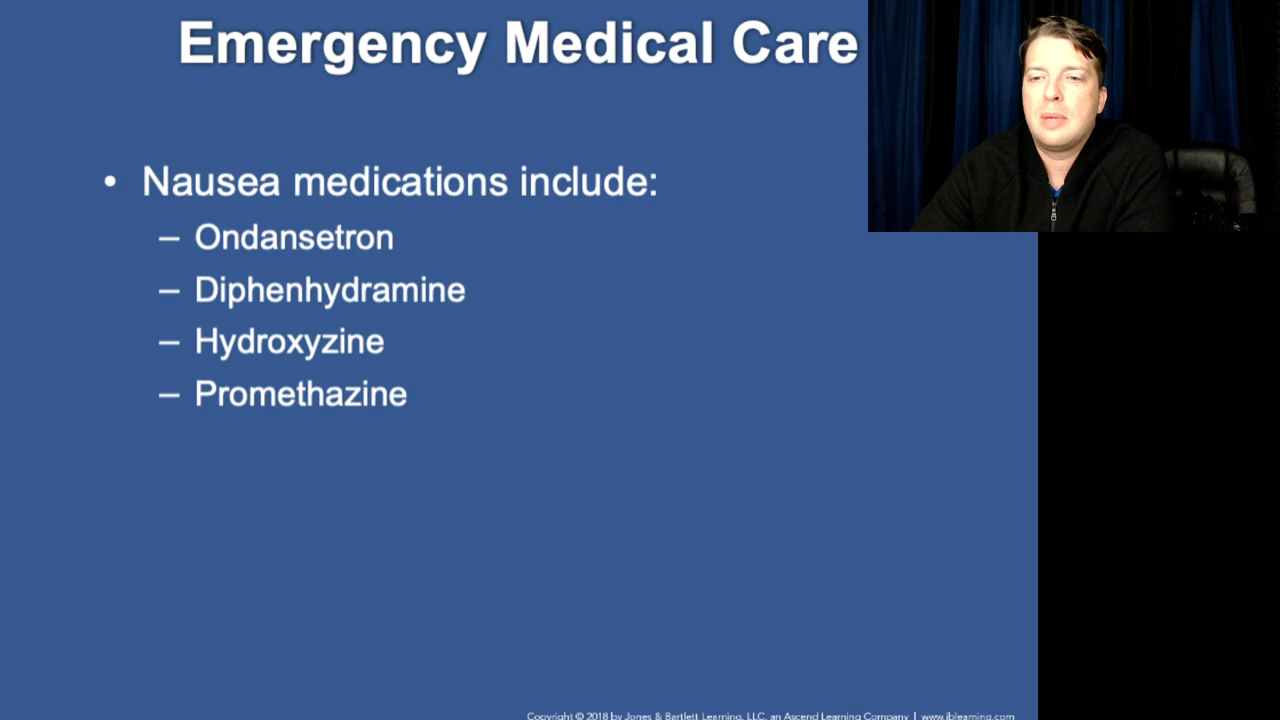 Emergency Medical Care
• Nausea medications include:
– Ondansetron
– Diphenhydramine
– Hydroxyzine
– Promethazine
Copyright © 2018 by Jones & Bartlett Learning, LLC, an Ascend Learning Company | www.jblearning.com